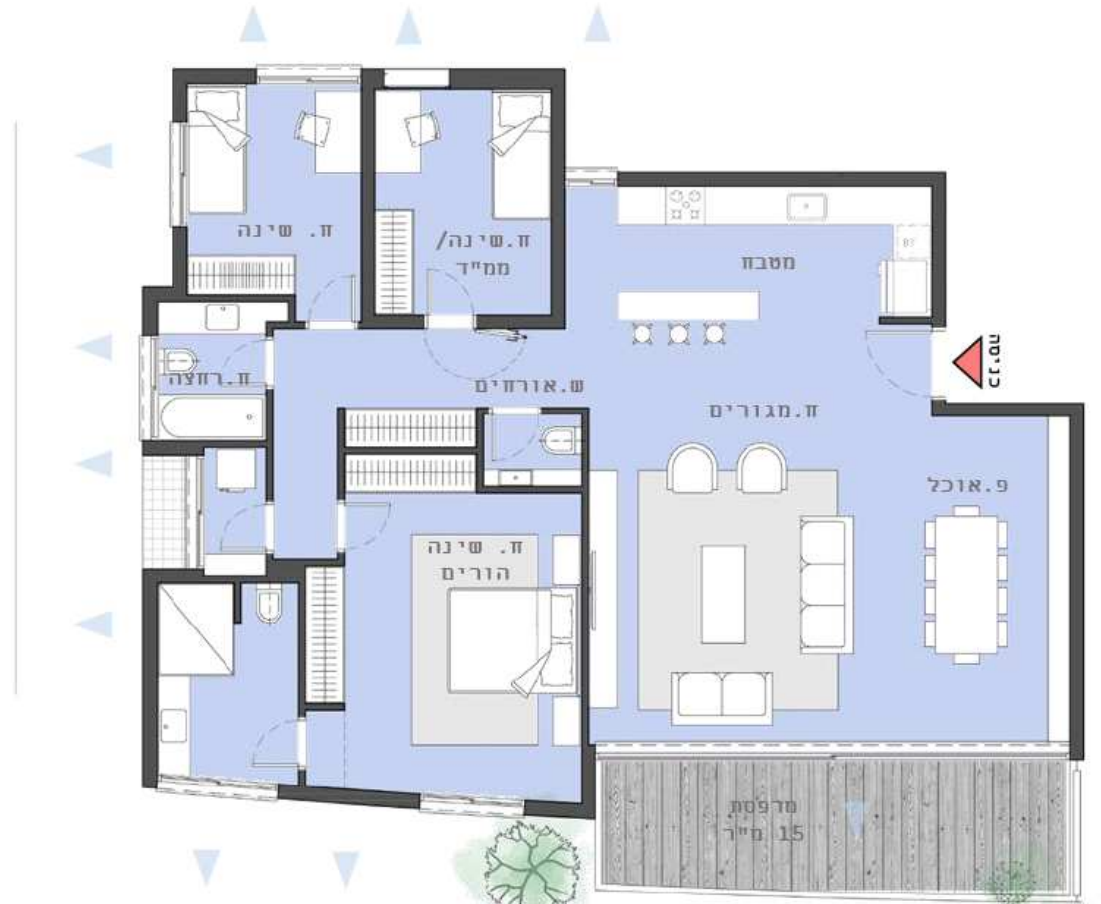 ח. שינה
ח.שינה/
ממ"ד
מטבח
כניסה
ח.רחצה
ש.אורחים
ח.מגורים
פ.אוכל
ח. שינה
הורים
מרפסת
15 מ"ר